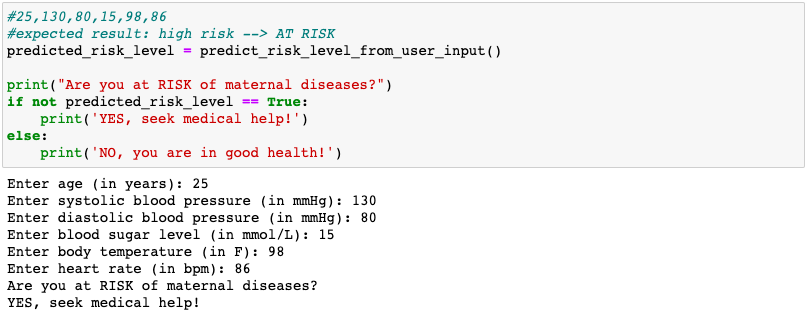 #25,130,80,15,98,86
#expected result: high risk --> AT RISK
predicted_risk_level = predict_risk_level_from_user_input()

print("Are you at RISK of maternal diseases?")
if not predicted_risk_level == True:
    print('YES, seek medical help!')
else:
    print('NO, you are in good health!')
Enter age (in years): 25
Enter systolic blood pressure (in mmHg): 130
Enter diastolic blood pressure (in mmHg): 80
Enter blood sugar level (in mmol/L): 15
Enter body temperature (in F): 98
Enter heart rate (in bpm): 86
Are you at RISK of maternal diseases?
YES, seek medical help!